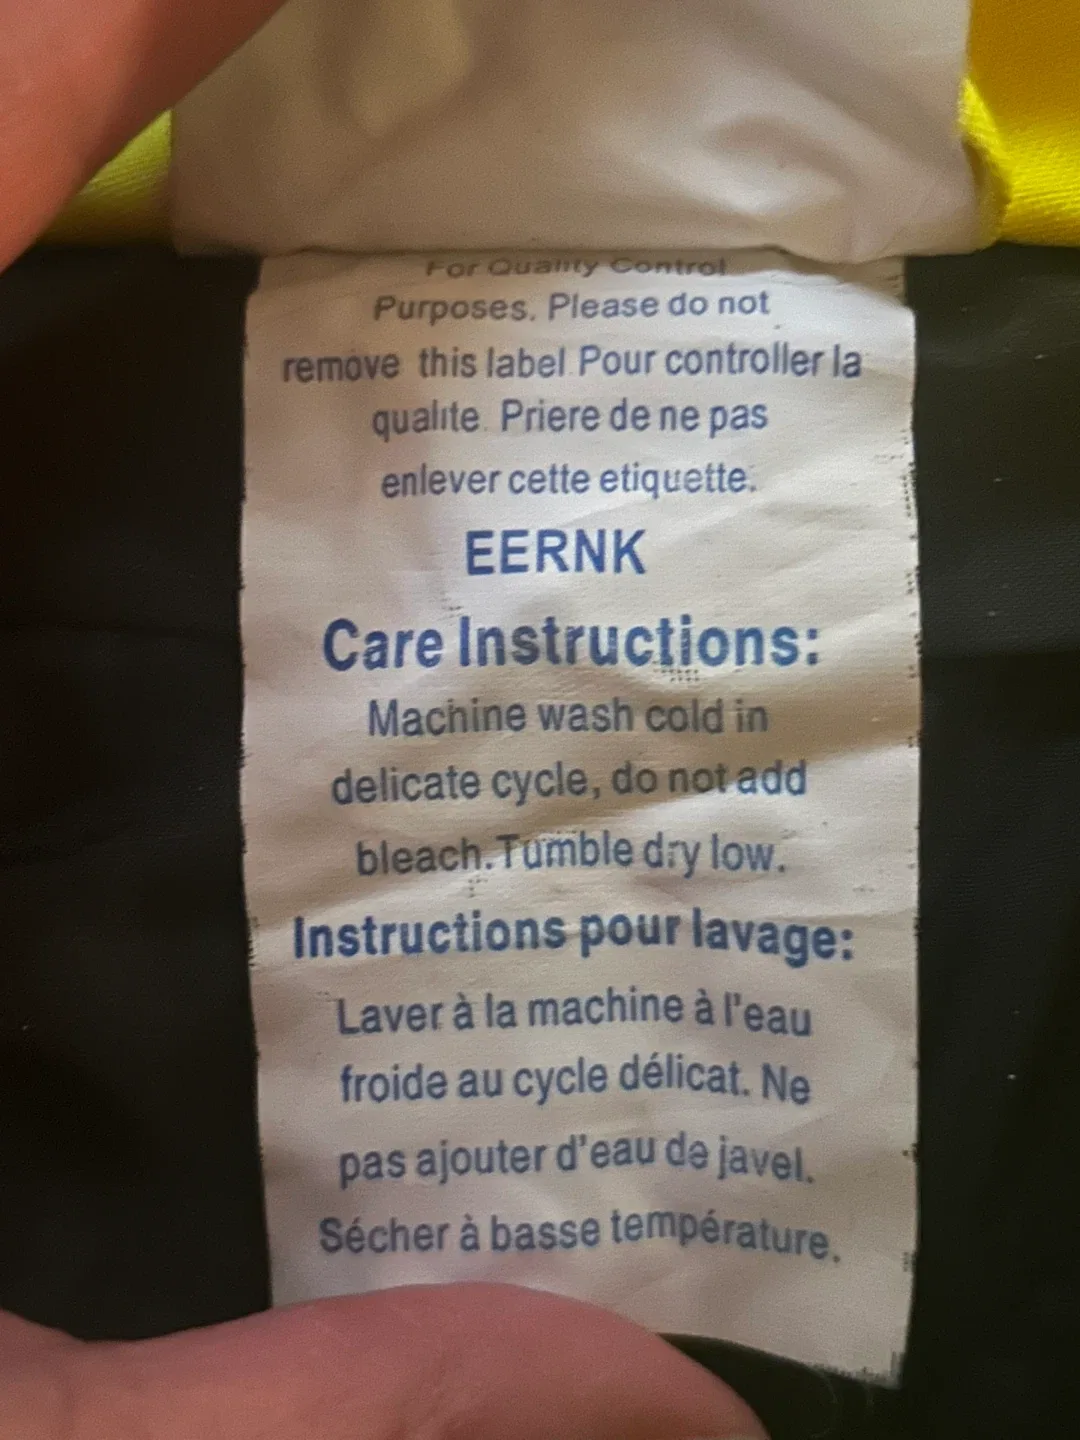 For Quality Control
Purposes. Please do not
remove this label Pour controller la
qualite. Priere de ne pas
enlever cette etiquette.
EERNK
Care Instructions:
Machine wash cold in
delicate cycle, do not add
bleach.Tumble dry low.
Instructions pour lavage:
Laver à la machine à l'eau
froide au cycle délicat. Ne
pas ajouter d'eau de javel.
Sécher à basse température.